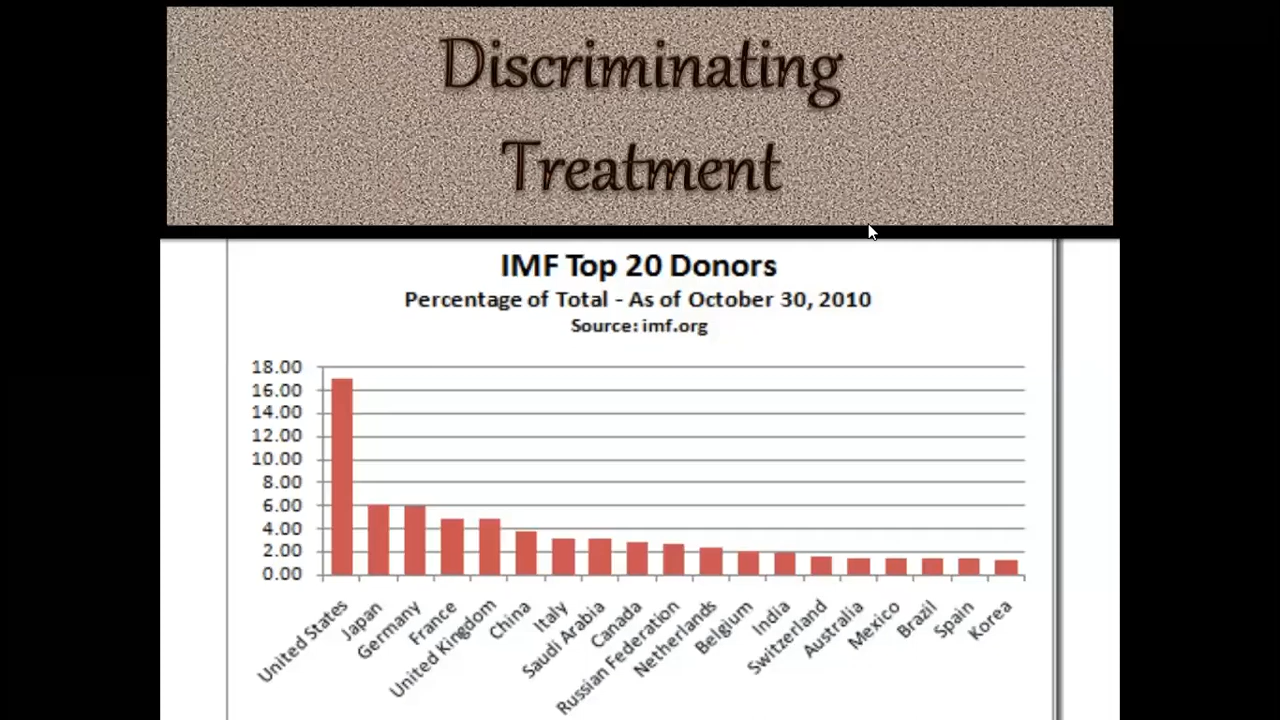 Discriminating
Treatment
IMF Top 20 Donors
Percentage of Total - As of October 30, 2010
Source: imf.org
18.00
16.00
14.00
12.00
10.00
8.00
6.00
4.00
2.00
0.00
United States
Japan
Germany
France
United Kingdom
China
Italy
Saudi Arabia
Canada
Russian Federation
Netherlands
Belgium
India
Switzerland
Australia
Mexico
Brazil
Spain
Korea